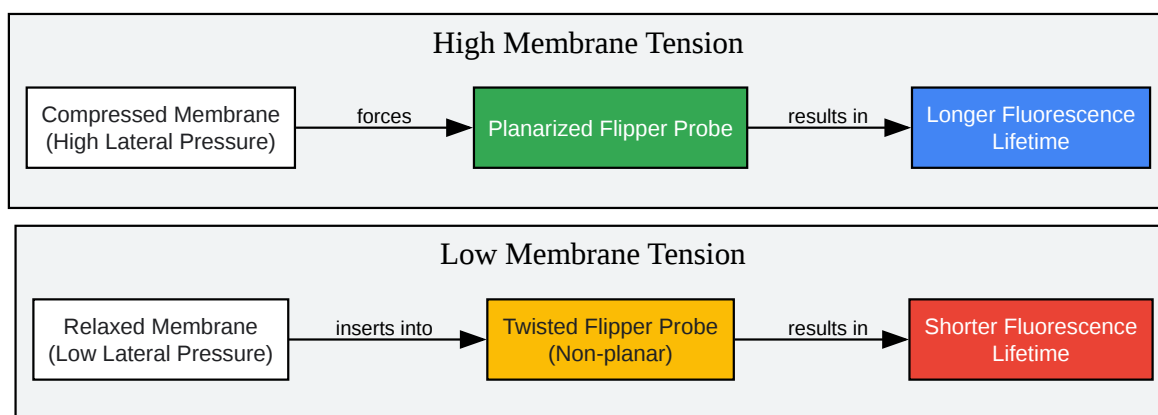 High Membrane Tension
Compressed Membrane
(High Lateral Pressure)
forces
Planarized Flipper Probe
results in
Longer Fluorescence
Lifetime
Low Membrane Tension
Relaxed Membrane
(Low Lateral Pressure)
inserts into
Twisted Flipper Probe
(Non-planar)
results in
Shorter Fluorescence
Lifetime